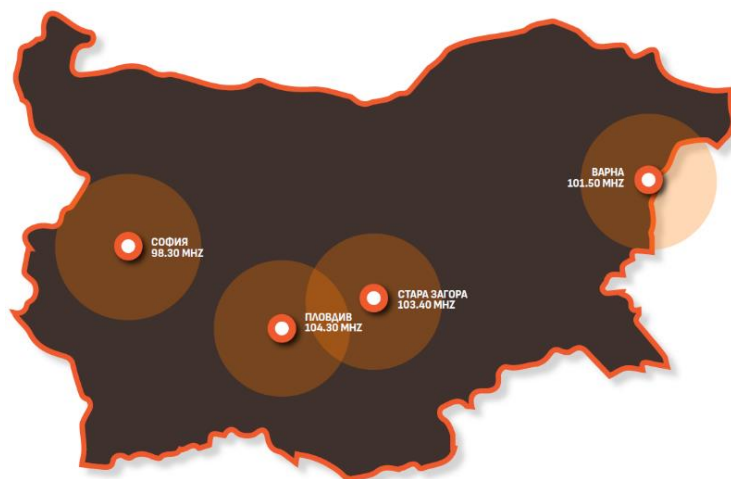 ВАРНА
101.50 MHZ
СОФИЯ
98.30 MHZ
СТАРА ЗАГОРА
103.40 MHZ
ПЛОВДИВ
104.30 MHZ